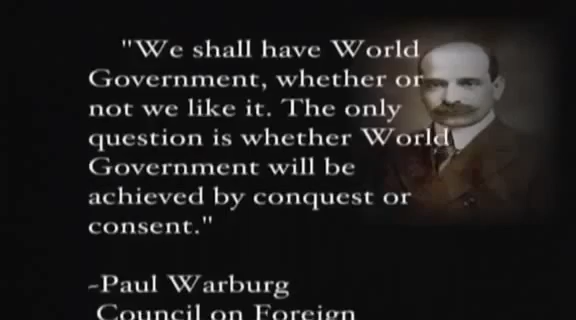 "We shall have World
Government, whether or
not we like it. The only
question is whether World
Government will be
achieved by conquest or
consent."
-Paul Warburg
Council on Foreign